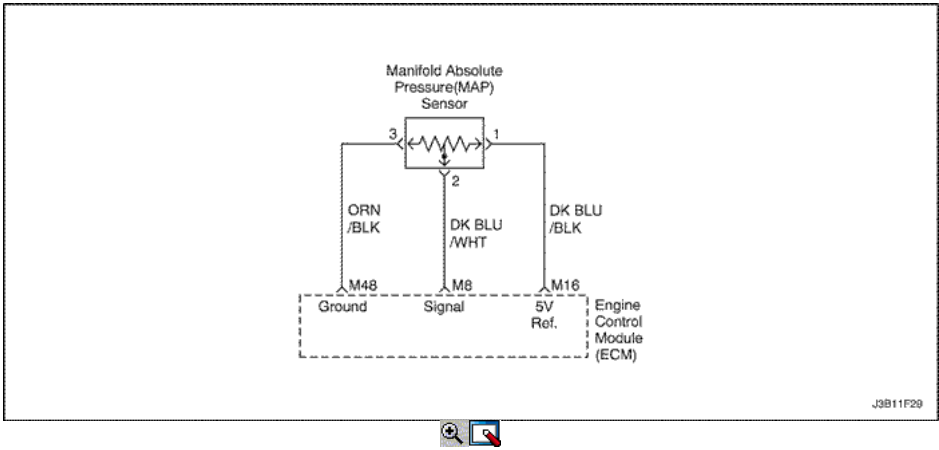 Manifold Absolute
Pressure(MAP)
Sensor
3
1
2
ORN
/BLK
DK BLU
/WHT
DK BLU
/BLK
M48
M8
M16
Ground
Signal
5V
Ref.
Engine
Control
Module
(ECM)
J3B11F29